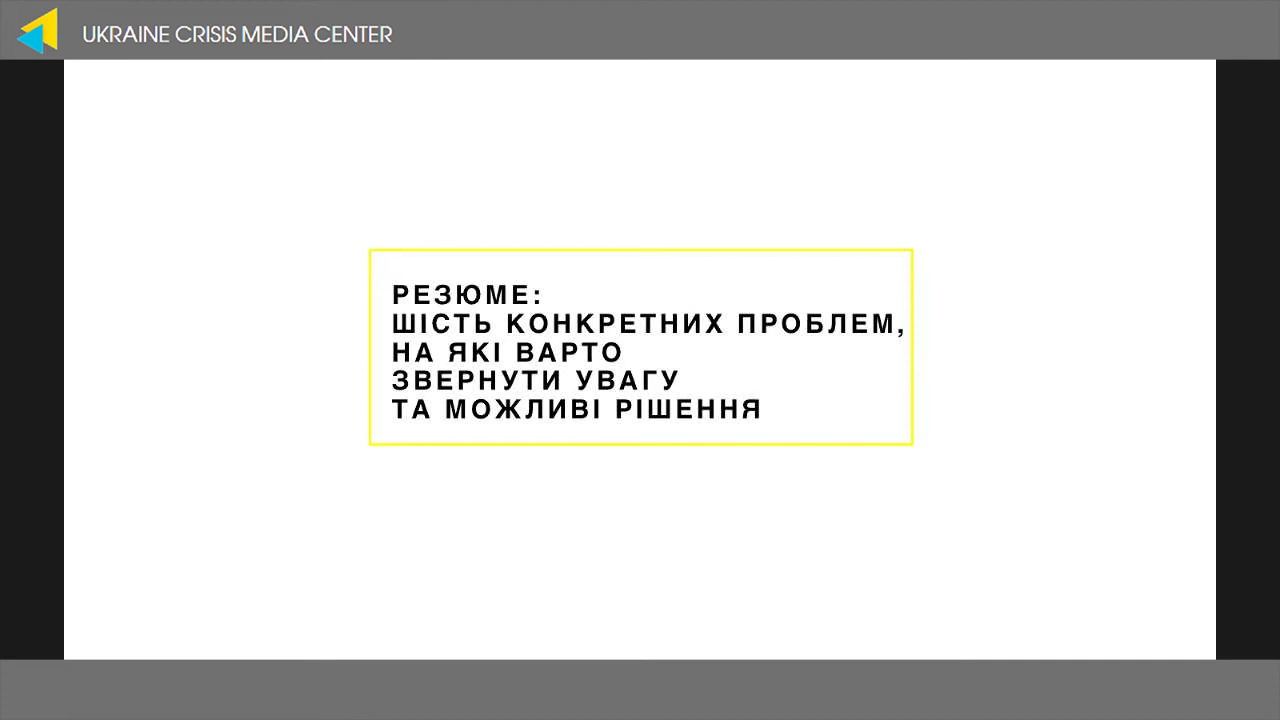 UKRAINE CRISIS MEDIA CENTER
РЕЗЮМЕ:
ШІСТЬ КОНКРЕТНИХ ПРОБЛЕМ,
НА ЯКІ ВАРТО
ЗВЕРНУТИ УВАГУ
ТА МОЖЛИВІ РІШЕННЯ